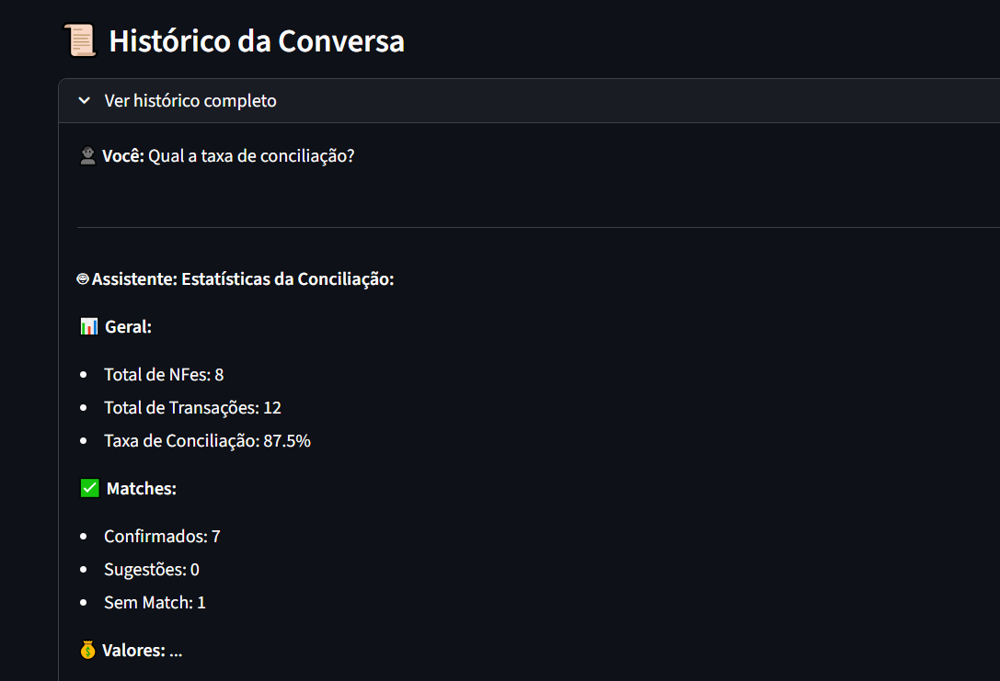 Histórico da Conversa
Ver histórico completo
Você: Qual a taxa de conciliação?
Assistente: Estatísticas da Conciliação:
Geral:
Total de NFes: 8
Total de Transações: 12
Taxa de Conciliação: 87.5%
Matches:
Confirmados: 7
Sugestões: 0
Sem Match: 1
Valores: ...